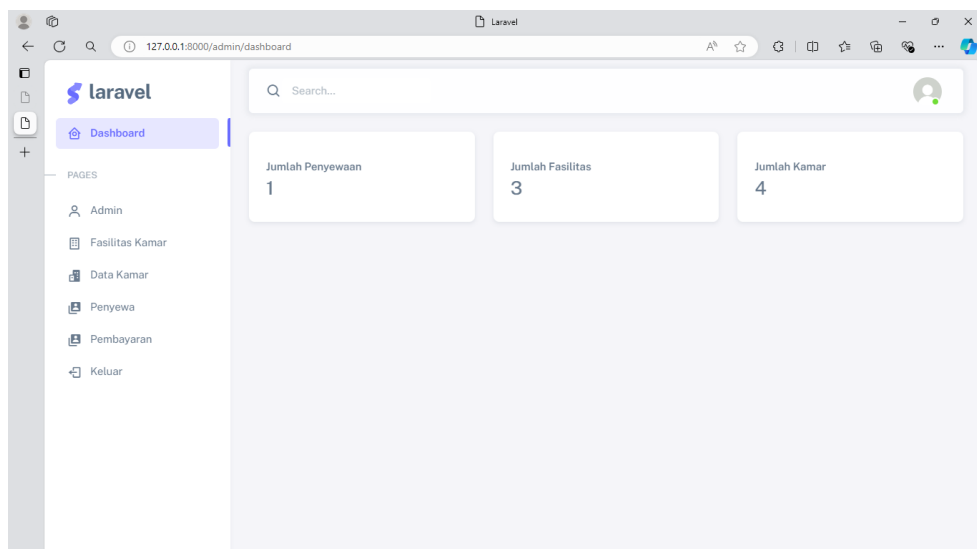 Laravel
127.0.0.1:8000/admin/dashboard
laravel
Search...
Dashboard
PAGES
Admin
Fasilitas Kamar
Data Kamar
Penyewa
Pembayaran
Keluar
Jumlah Penyewaan
1
Jumlah Fasilitas
3
Jumlah Kamar
4